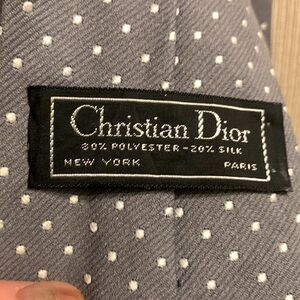 Christian Dior
80% POLYESTER - 20% SILK
NEW YORK PARIS